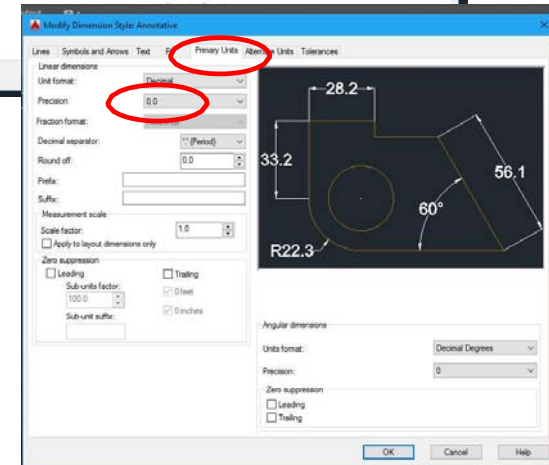 Modify Dimension Style: Annotative
Lines Symbols and Arrows Text Primary Units Alternate Units Tolerances
Linear dimensions
Unit format: Decimal
Precision 0.0
Fraction format:
Decimal separator: '.' (Period)
Round off: 0.0
Prefix:
Suffix:
Measurement scale
Scale factor: 1.0
Apply to layout dimensions only
Zero suppression
Leading Trailing
Sub-units factor: 0 feet
100.0 0 inches
Sub-unit suffix:
28.2
33.2
56.1
60°
R22.3
Angular dimensions
Units format: Decimal Degrees
Precision: 0
Zero suppression
Leading
Trailing
OK Cancel Help